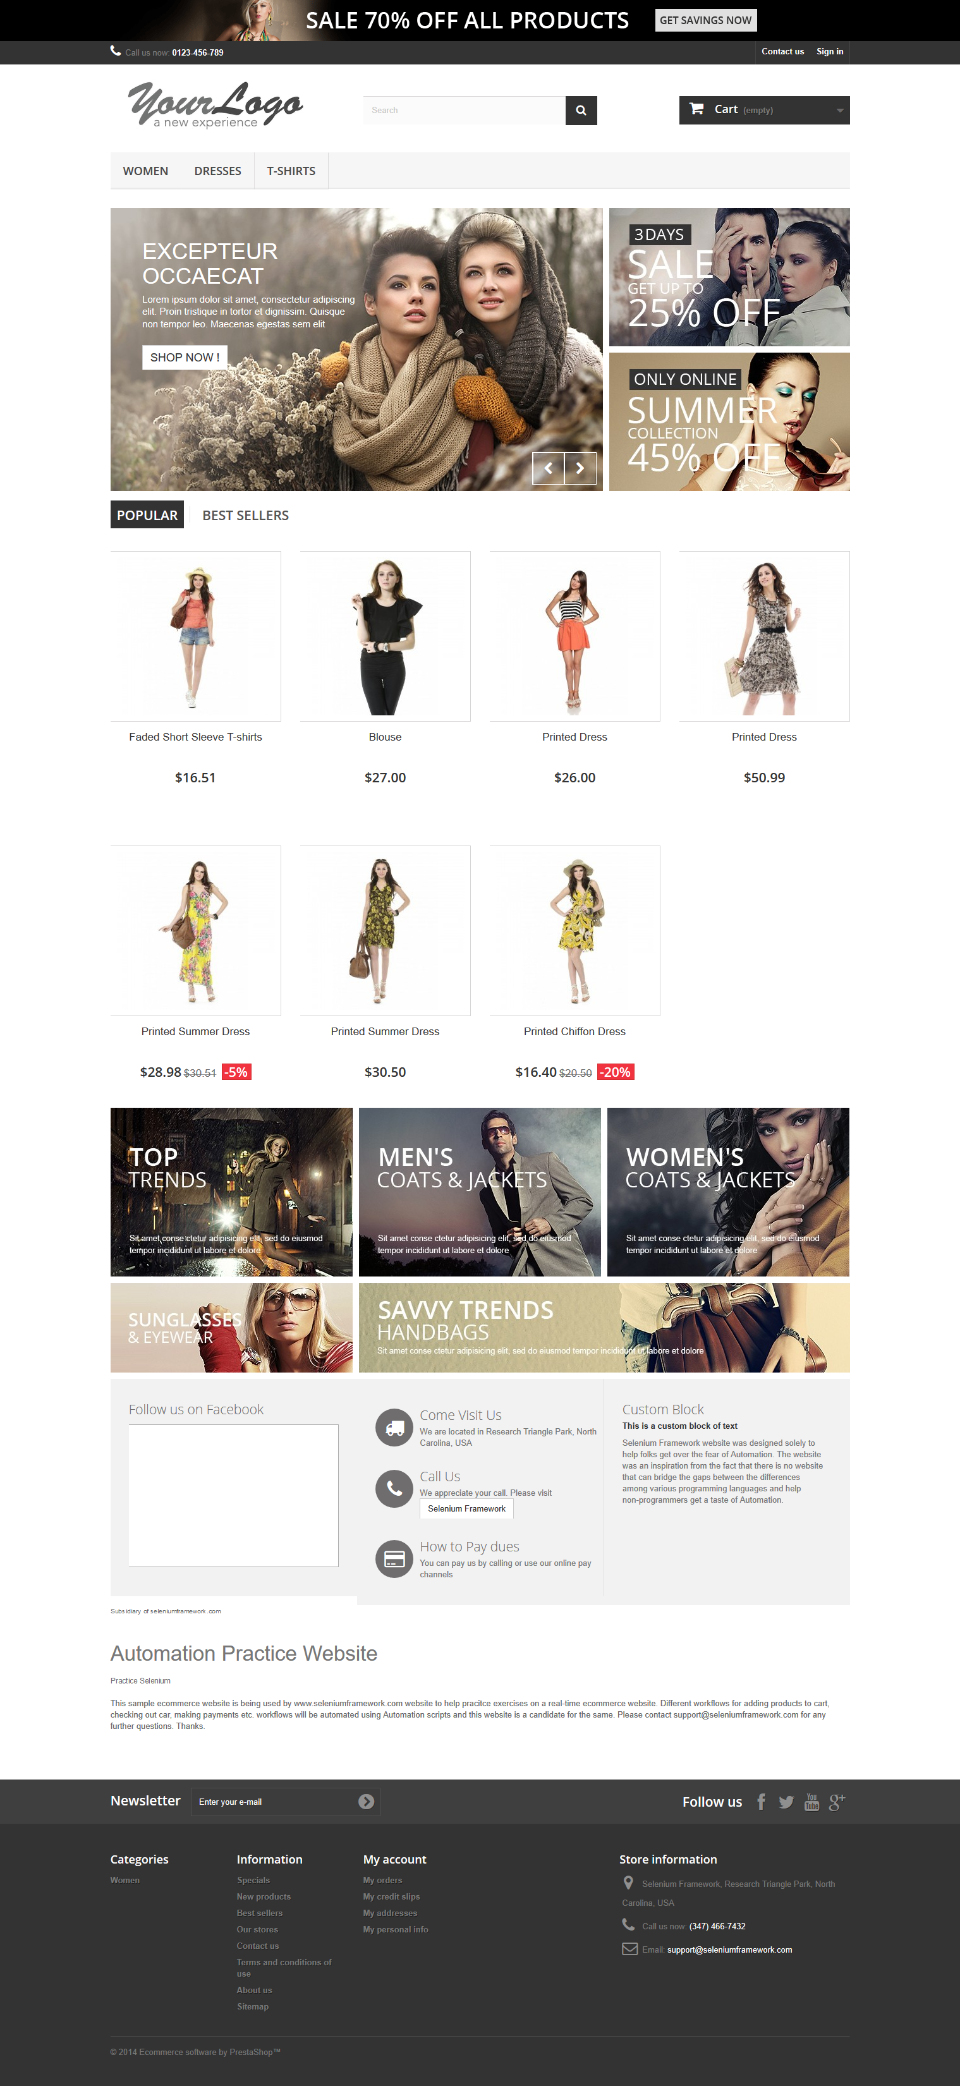 SALE 70% OFF ALL PRODUCTS
GET SAVINGS NOW
Call us now: 0123-456-789
Contact us
Sign in
YourLogo
a new experience
Search
Cart (empty)
WOMEN
DRESSES
T-SHIRTS
EXCEPTEUR
OCCAECAT
Lorem ipsum dolor sit amet, consectetur adipiscing
elit. Proin tristique in tortor et dignissim. Quisque
non tempor leo. Maecenas egestas sem elit
SHOP NOW !
3 DAYS
SALE
GET UP TO
25% OFF
ONLY ONLINE
SUMMER
COLLECTION
45% OFF
POPULAR
BEST SELLERS
Faded Short Sleeve T-shirts
Blouse
Printed Dress
Printed Dress
$16.51
$27.00
$26.00
$50.99
Printed Summer Dress
Printed Summer Dress
Printed Chiffon Dress
$28.98 $30.51 -5%
$30.50
$16.40 $20.50 -20%
TOP
TRENDS
Sit amet conse ctetur adipisicing elit, sed do eiusmod
tempor incididunt ut labore et dolore
MEN'S
COATS & JACKETS
Sit amet conse ctetur adipisicing elit, sed do eiusmod
tempor incididunt ut labore et dolore
WOMEN'S
COATS & JACKETS
Sit amet conse ctetur adipisicing elit, sed do eiusmod
tempor incididunt ut labore et dolore
SUNGLASSES
& EYEWEAR
SAVVY TRENDS
HANDBAGS
Sit amet conse ctetur adipisicing elit, sed do eiusmod tempor incididunt ut labore et dolore
Follow us on Facebook
Come Visit Us
We are located in Research Triangle Park, North
Carolina, USA
Call Us
We appreciate your call. Please visit
Selenium Framework
How to Pay dues
You can pay us by calling or use our online pay
channels
Custom Block
This is a custom block of text
Selenium Framework website was designed solely to
help folks get over the fear of Automation. The website
was an inspiration from the fact that there is no website
that can bridge the gaps between the differences
among various programming languages and help
non-programmers get a taste of Automation.
Subsidiary of seleniumframework.com
Automation Practice Website
Practice Selenium
This sample ecommerce website is being used by www.seleniumframework.com website to help pracitce exercises on a real-time ecommerce website. Different workflows for adding products to cart,
checking out car, making payments etc. workflows will be automated using Automation scripts and this website is a candidate for the same. Please contact support@seleniumframework.com for any
further questions. Thanks.
Newsletter
Enter your e-mail
Follow us
Categories
Women
Information
Specials
New products
Best sellers
Our stores
Contact us
Terms and conditions of
use
About us
Sitemap
My account
My orders
My credit slips
My addresses
My personal info
Store information
Selenium Framework, Research Triangle Park, North
Carolina, USA
Call us now: (347) 466-7432
Email: support@seleniumframework.com
© 2014 Ecommerce software by PrestaShop™